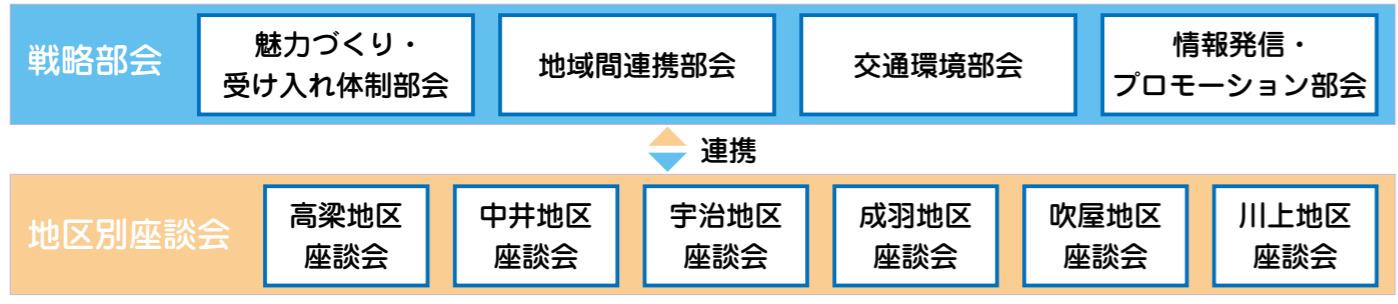 戦略部会
魅力づくり・
受け入れ体制部会
地域間連携部会
交通環境部会
情報発信・
プロモーション部会
連携
地区別座談会
高梁地区
座談会
中井地区
座談会
宇治地区
座談会
成羽地区
座談会
吹屋地区
座談会
川上地区
座談会